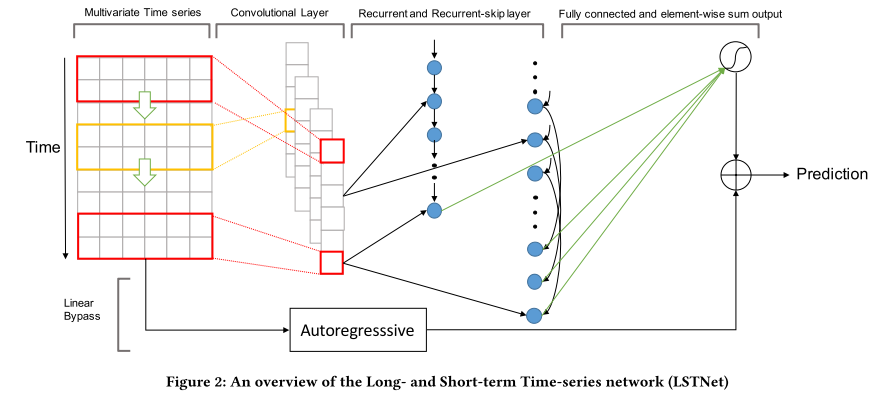 Multivariate Time series
Convolutional Layer
Recurrent and Recurrent-skip layer
Fully connected and element-wise sum output
Time
Prediction
Linear
Bypass
Autoregresssive
Figure 2: An overview of the Long- and Short-term Time-series network (LSTNet)